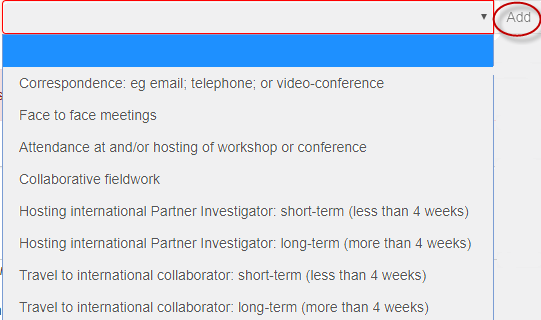 Add
Correspondence: eg email; telephone; or video-conference
Face to face meetings
Attendance at and/or hosting of workshop or conference
Collaborative fieldwork
Hosting international Partner Investigator: short-term (less than 4 weeks)
Hosting international Partner Investigator: long-term (more than 4 weeks)
Travel to international collaborator: short-term (less than 4 weeks)
Travel to international collaborator: long-term (more than 4 weeks)